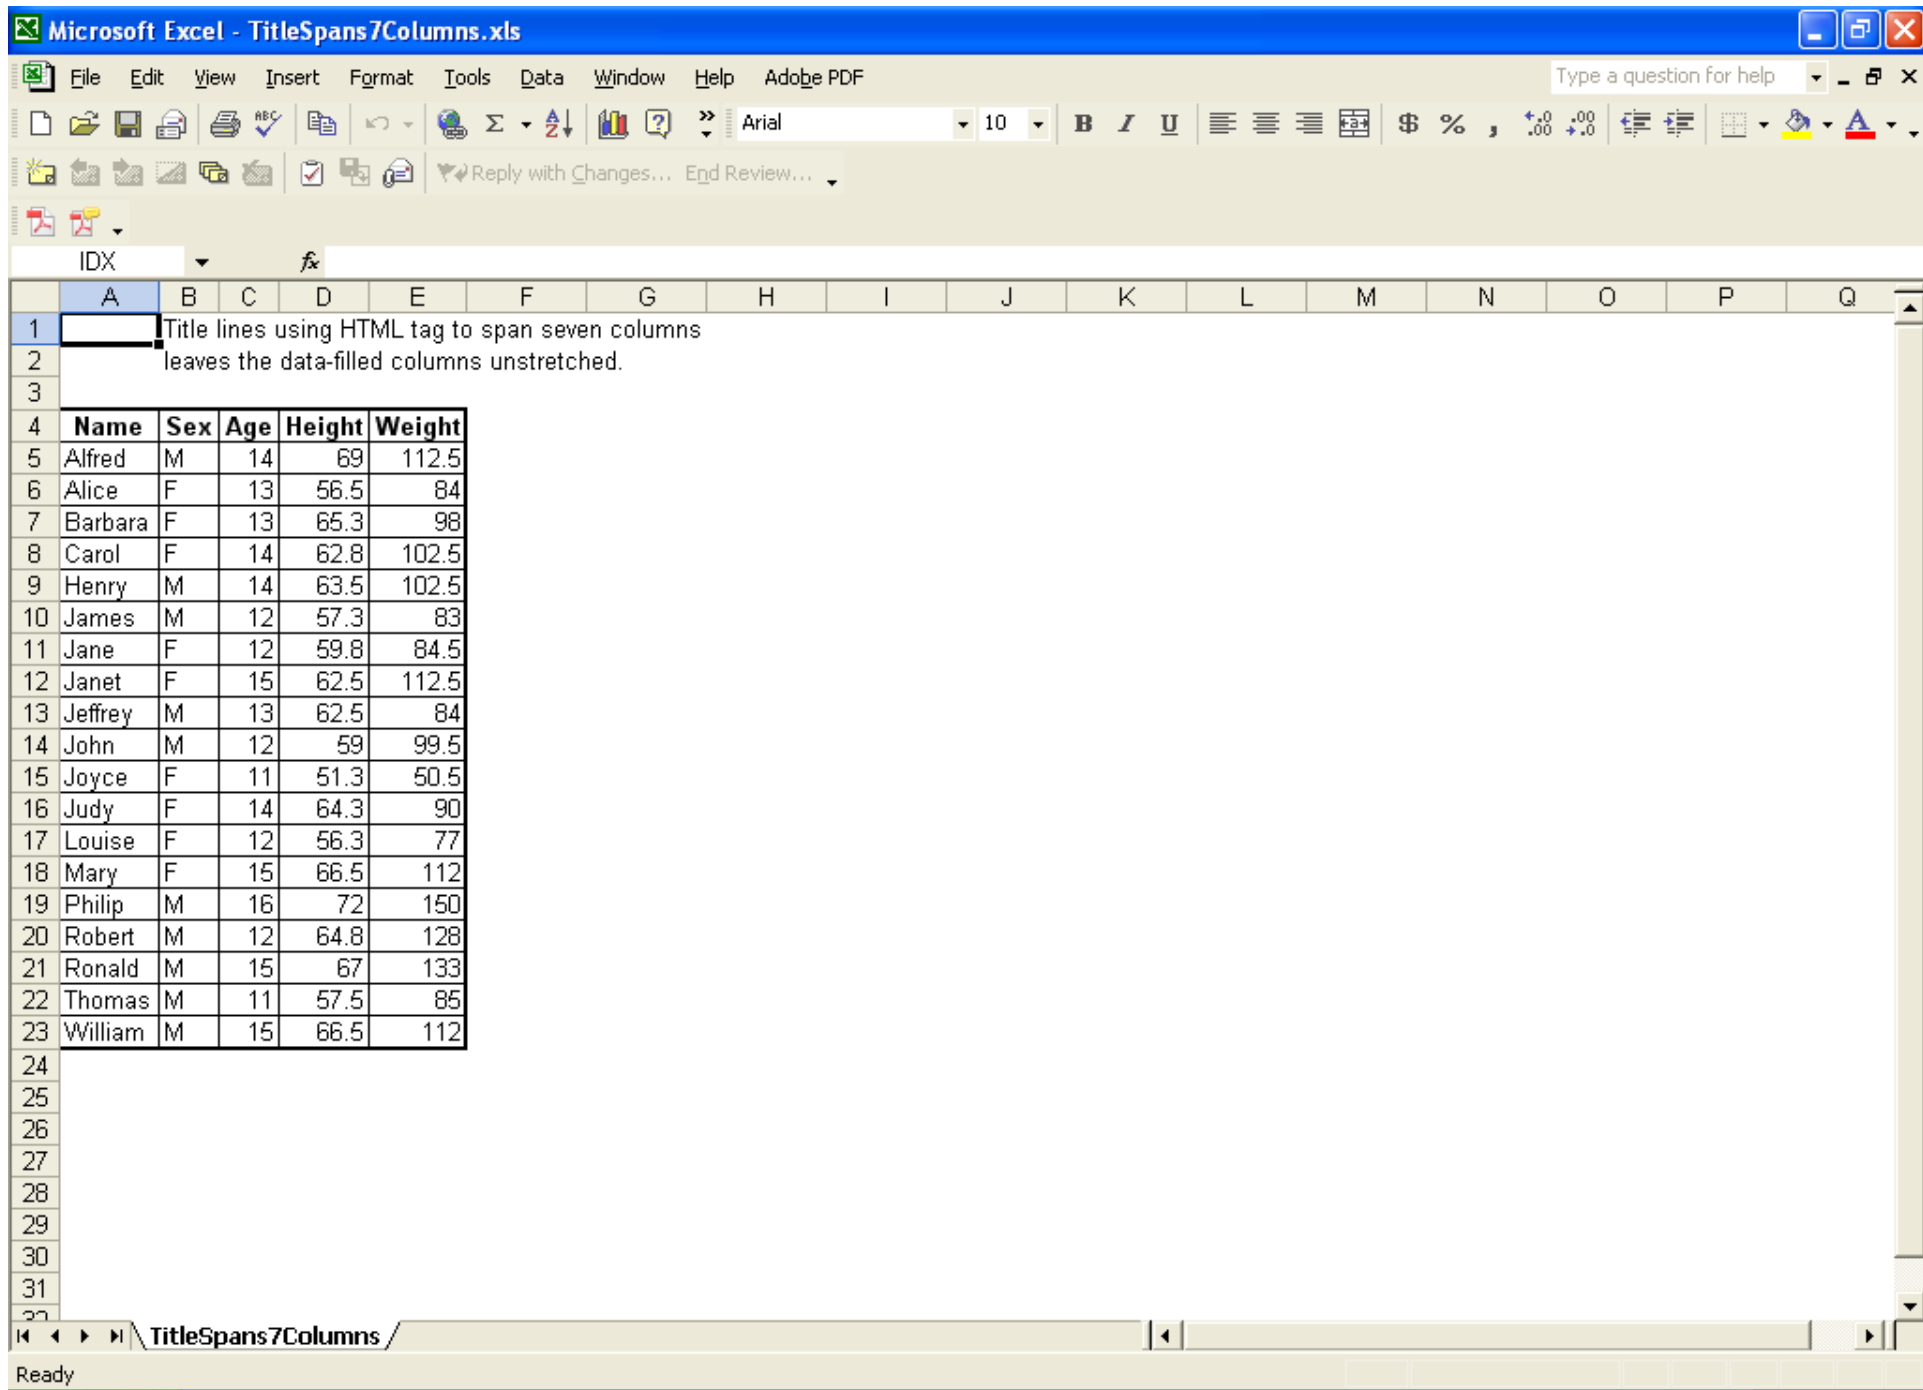 Microsoft Excel - TitleSpans7Columns.xls
File Edit View Insert Format Tools Data Window Help Adobe PDF Type a question for help
ABC Σ A Z ? » Arial 10 B I U a $ % , .0 .00 .00 .0 A
Reply with Changes... End Review...
IDX fx
A B C D E F G H I J K L M N O P Q
1 Title lines using HTML tag to span seven columns
2 leaves the data-filled columns unstretched.
3
4 Name Sex Age Height Weight
5 Alfred M 14 69 112.5
6 Alice F 13 56.5 84
7 Barbara F 13 65.3 98
8 Carol F 14 62.8 102.5
9 Henry M 14 63.5 102.5
10 James M 12 57.3 83
11 Jane F 12 59.8 84.5
12 Janet F 15 62.5 112.5
13 Jeffrey M 13 62.5 84
14 John M 12 59 99.5
15 Joyce F 11 51.3 50.5
16 Judy F 14 64.3 90
17 Louise F 12 56.3 77
18 Mary F 15 66.5 112
19 Philip M 16 72 150
20 Robert M 12 64.8 128
21 Ronald M 15 67 133
22 Thomas M 11 57.5 85
23 William M 15 66.5 112
24
25
26
27
28
29
30
31
TitleSpans7Columns
Ready